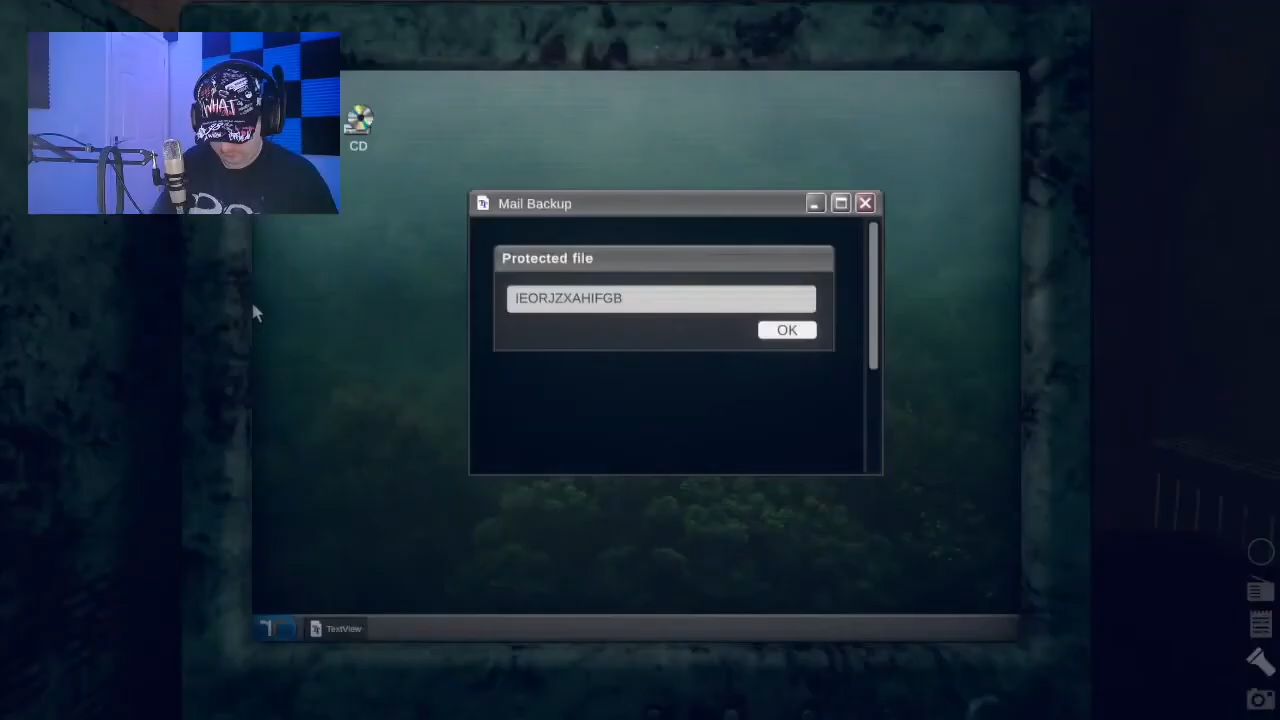 WHAT
CD
Mail Backup
Protected file
IEORJZXAHIFGB
OK
TextView